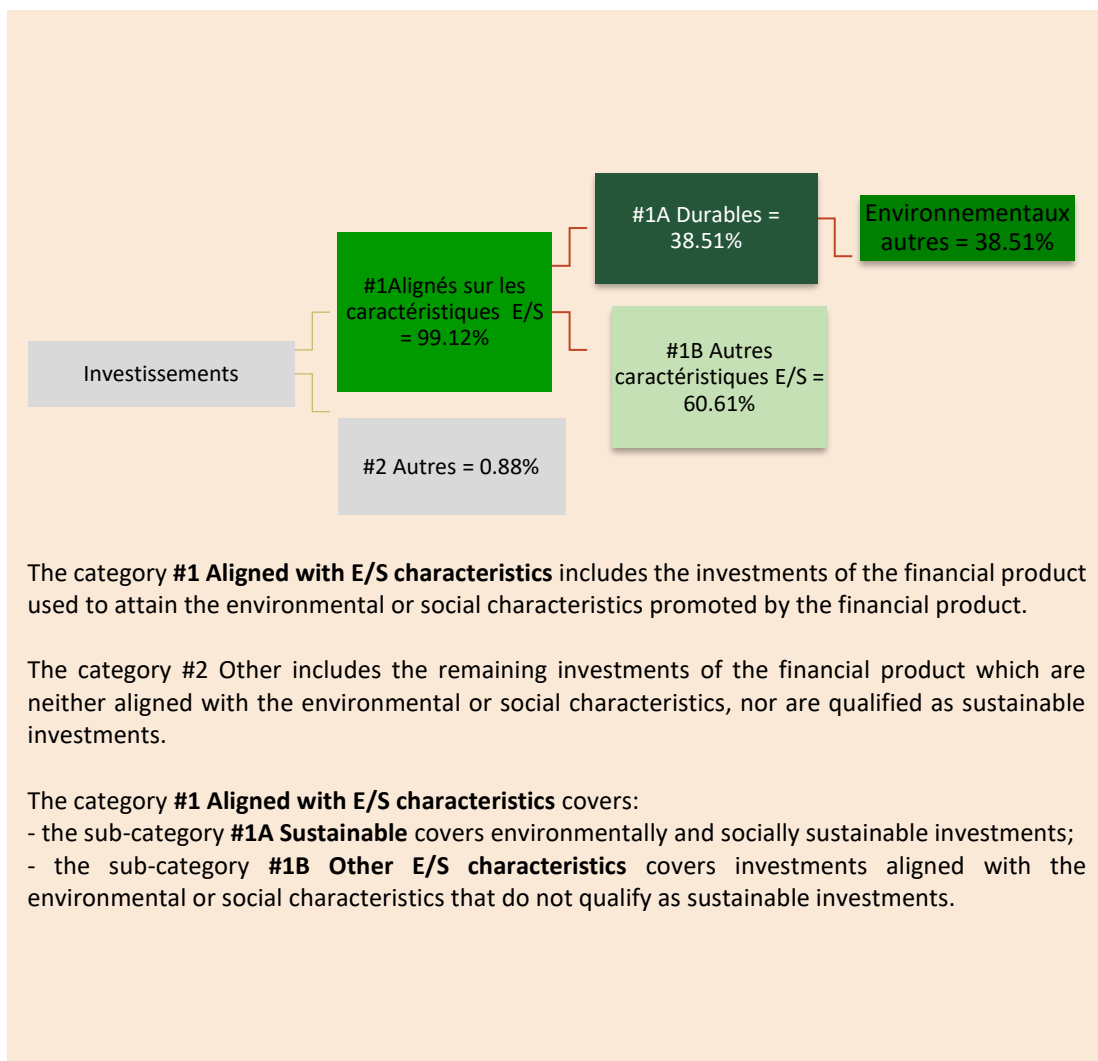 #1A Durables =
38.51%
Environnementaux
autres = 38.51%
#1Alignés sur les
caractéristiques E/S
= 99.12%
#1B Autres
caractéristiques E/S =
60.61%
Investissements
#2 Autres = 0.88%
The category #1 Aligned with E/S characteristics includes the investments of the financial product
used to attain the environmental or social characteristics promoted by the financial product.
The category #2 Other includes the remaining investments of the financial product which are
neither aligned with the environmental or social characteristics, nor are qualified as sustainable
investments.
The category #1 Aligned with E/S characteristics covers:
- the sub-category #1A Sustainable covers environmentally and socially sustainable investments;
- the sub-category #1B Other E/S characteristics covers investments aligned with the
environmental or social characteristics that do not qualify as sustainable investments.